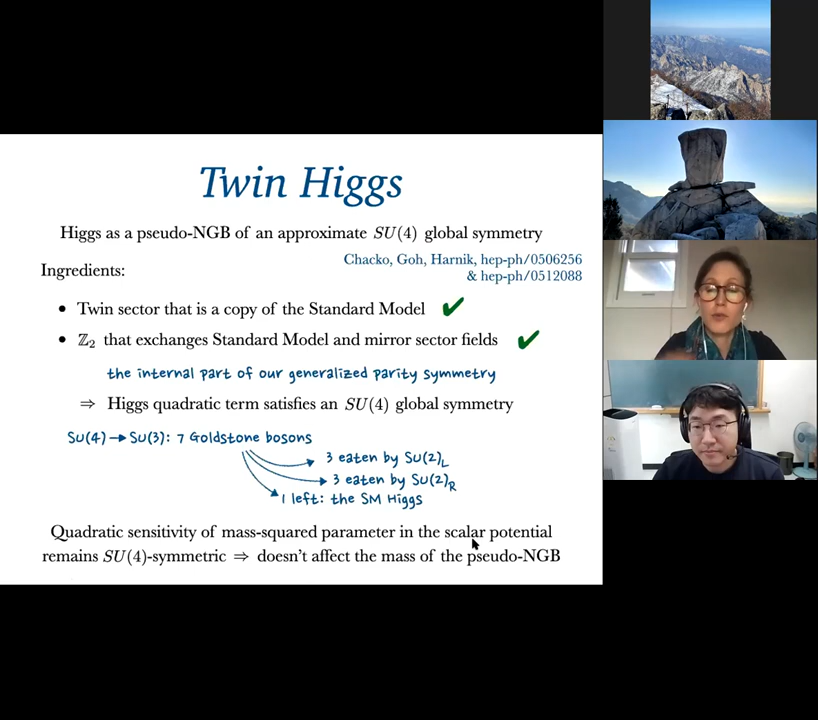 Twin Higgs
Higgs as a pseudo-NGB of an approximate SU(4) global symmetry
Chacko, Goh, Harnik, hep-ph/0506256
& hep-ph/0512088
Ingredients:
• Twin sector that is a copy of the Standard Model ✔
• ℤ₂ that exchanges Standard Model and mirror sector fields ✔
the internal part of our generalized parity symmetry
⇒ Higgs quadratic term satisfies an SU(4) global symmetry
SU(4)→SU(3): 7 Goldstone bosons
3 eaten by SU(2)_L
3 eaten by SU(2)_R
1 left: the SM Higgs
Quadratic sensitivity of mass-squared parameter in the scalar potential
remains SU(4)-symmetric ⇒ doesn't affect the mass of the pseudo-NGB